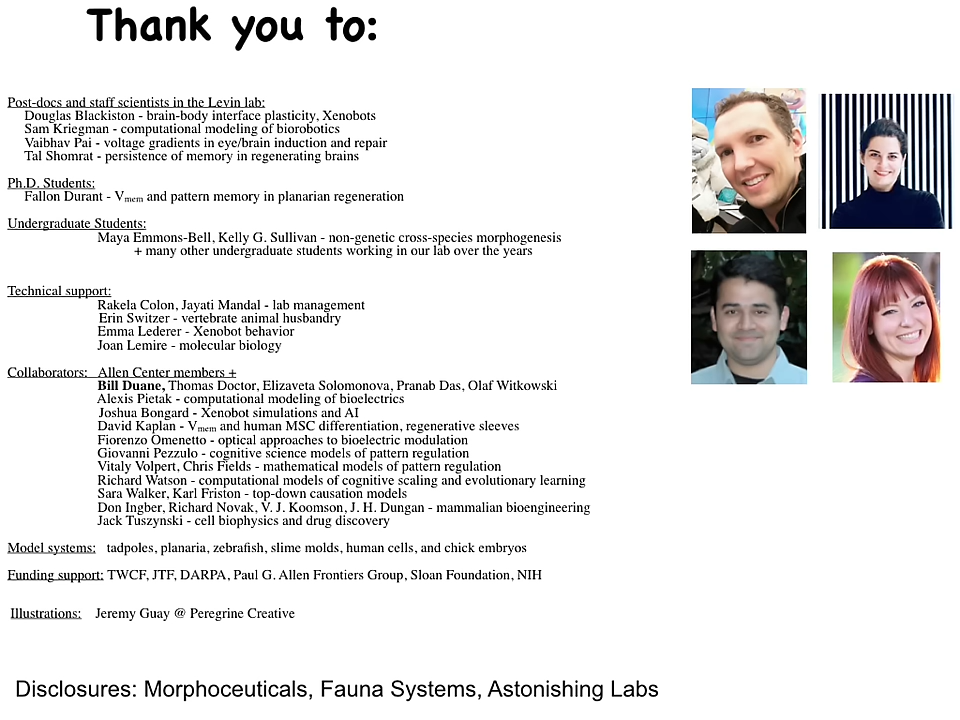 Thank you to:
Post-docs and staff scientists in the Levin lab:
Douglas Blackiston - brain-body interface plasticity, Xenobots
Sam Kriegman - computational modeling of biorobotics
Vaibhav Pai - voltage gradients in eye/brain induction and repair
Tal Shomrat - persistence of memory in regenerating brains
Ph.D. Students:
Fallon Durant - Vmem and pattern memory in planarian regeneration
Undergraduate Students:
Maya Emmons-Bell, Kelly G. Sullivan - non-genetic cross-species morphogenesis
+ many other undergraduate students working in our lab over the years
Technical support:
Rakela Colon, Jayati Mandal - lab management
Erin Switzer - vertebrate animal husbandry
Emma Lederer - Xenobot behavior
Joan Lemire - molecular biology
Collaborators: Allen Center members +
Bill Duane, Thomas Doctor, Elizaveta Solomonova, Pranab Das, Olaf Witkowski
Alexis Pietak - computational modeling of bioelectrics
Joshua Bongard - Xenobot simulations and AI
David Kaplan - Vmem and human MSC differentiation, regenerative sleeves
Fiorenzo Omenetto - optical approaches to bioelectric modulation
Giovanni Pezzulo - cognitive science models of pattern regulation
Vitaly Volpert, Chris Fields - mathematical models of pattern regulation
Richard Watson - computational models of cognitive scaling and evolutionary learning
Sara Walker, Karl Friston - top-down causation models
Don Ingber, Richard Novak, V. J. Koomson, J. H. Dungan - mammalian bioengineering
Jack Tuszynski - cell biophysics and drug discovery
Model systems: tadpoles, planaria, zebrafish, slime molds, human cells, and chick embryos
Funding support: TWCF, JTF, DARPA, Paul G. Allen Frontiers Group, Sloan Foundation, NIH
Illustrations: Jeremy Guay @ Peregrine Creative
Disclosures: Morphoceuticals, Fauna Systems, Astonishing Labs